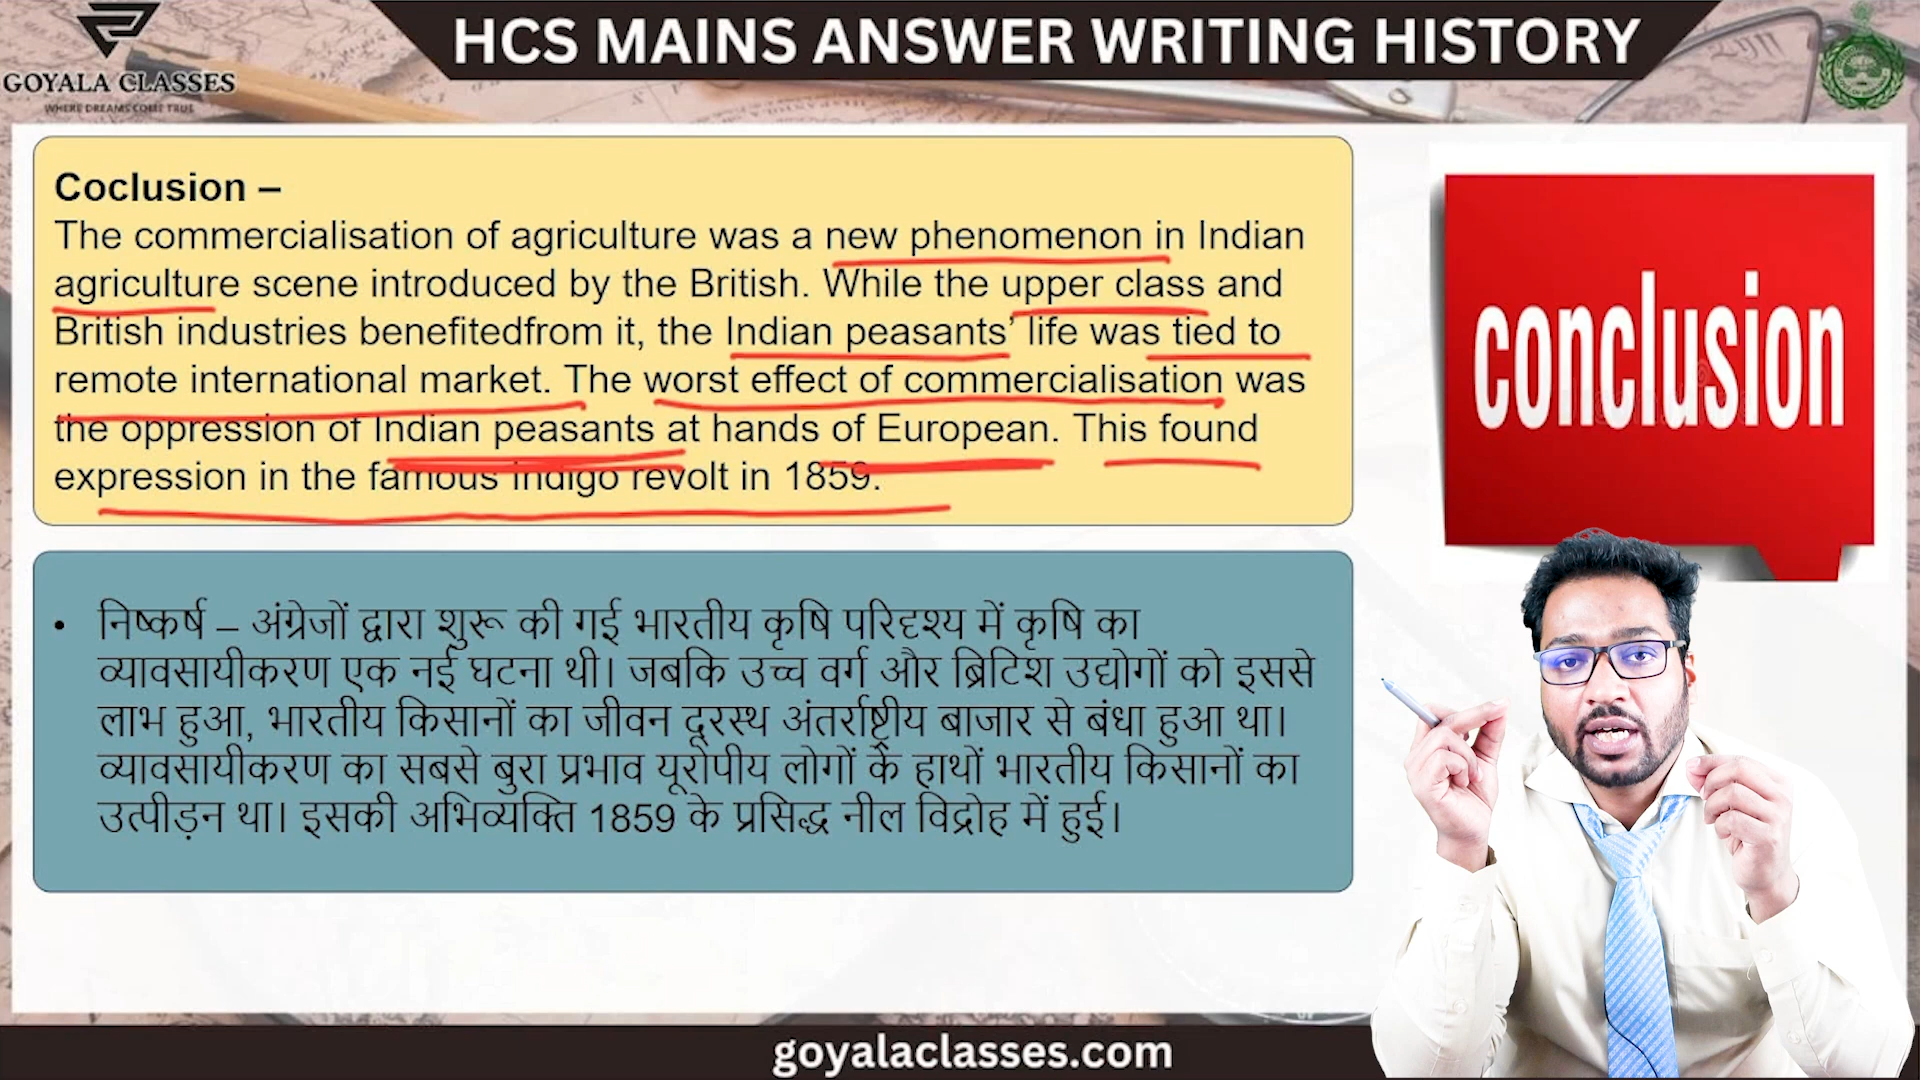 GOYALA CLASSES
WHERE DREAMS COME TRUE
HCS MAINS ANSWER WRITING HISTORY
Coclusion –
The commercialisation of agriculture was a new phenomenon in Indian
agriculture scene introduced by the British. While the upper class and
British industries benefitedfrom it, the Indian peasants’ life was tied to
remote international market. The worst effect of commercialisation was
the oppression of Indian peasants at hands of European. This found
expression in the famous indigo revolt in 1859.
conclusion
• निष्कर्ष – अंग्रेजों द्वारा शुरू की गई भारतीय कृषि परिदृश्य में कृषि का
व्यावसायीकरण एक नई घटना थी। जबकि उच्च वर्ग और ब्रिटिश उद्योगों को इससे
लाभ हुआ, भारतीय किसानों का जीवन दूरस्थ अंतर्राष्ट्रीय बाजार से बंधा हुआ था।
व्यावसायीकरण का सबसे बुरा प्रभाव यूरोपीय लोगों के हाथों भारतीय किसानों का
उत्पीड़न था। इसकी अभिव्यक्ति 1859 के प्रसिद्ध नील विद्रोह में हुई।
goyalaclasses.com